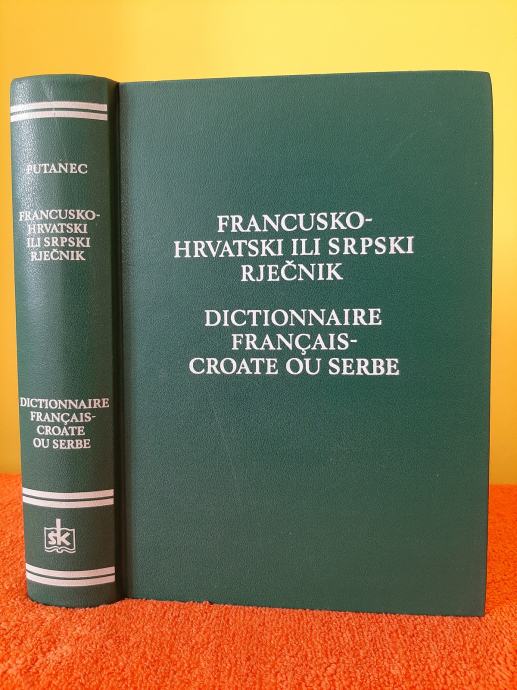 PUTANEC
FRANCUSKO-
HRVATSKI
ILI SRPSKI
RJEČNIK
DICTIONNAIRE
FRANÇAIS-
CROATE
OU SERBE
ŠK
FRANCUSKO-
HRVATSKI ILI SRPSKI
RJEČNIK
DICTIONNAIRE
FRANÇAIS-
CROATE OU SERBE